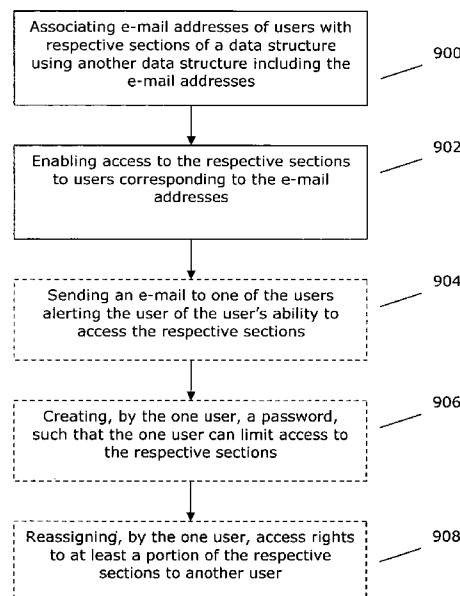 Associating e-mail addresses of users with
respective sections of a data structure
using another data structure including the
e-mail addresses
900
Enabling access to the respective sections
to users corresponding to the e-mail
addresses
902
Sending an e-mail to one of the users
alerting the user of the user's ability to
access the respective sections
904
Creating, by the one user, a password,
such that the one user can limit access to
the respective sections
906
Reassigning, by the one user, access rights
to at least a portion of the respective
sections to another user
908